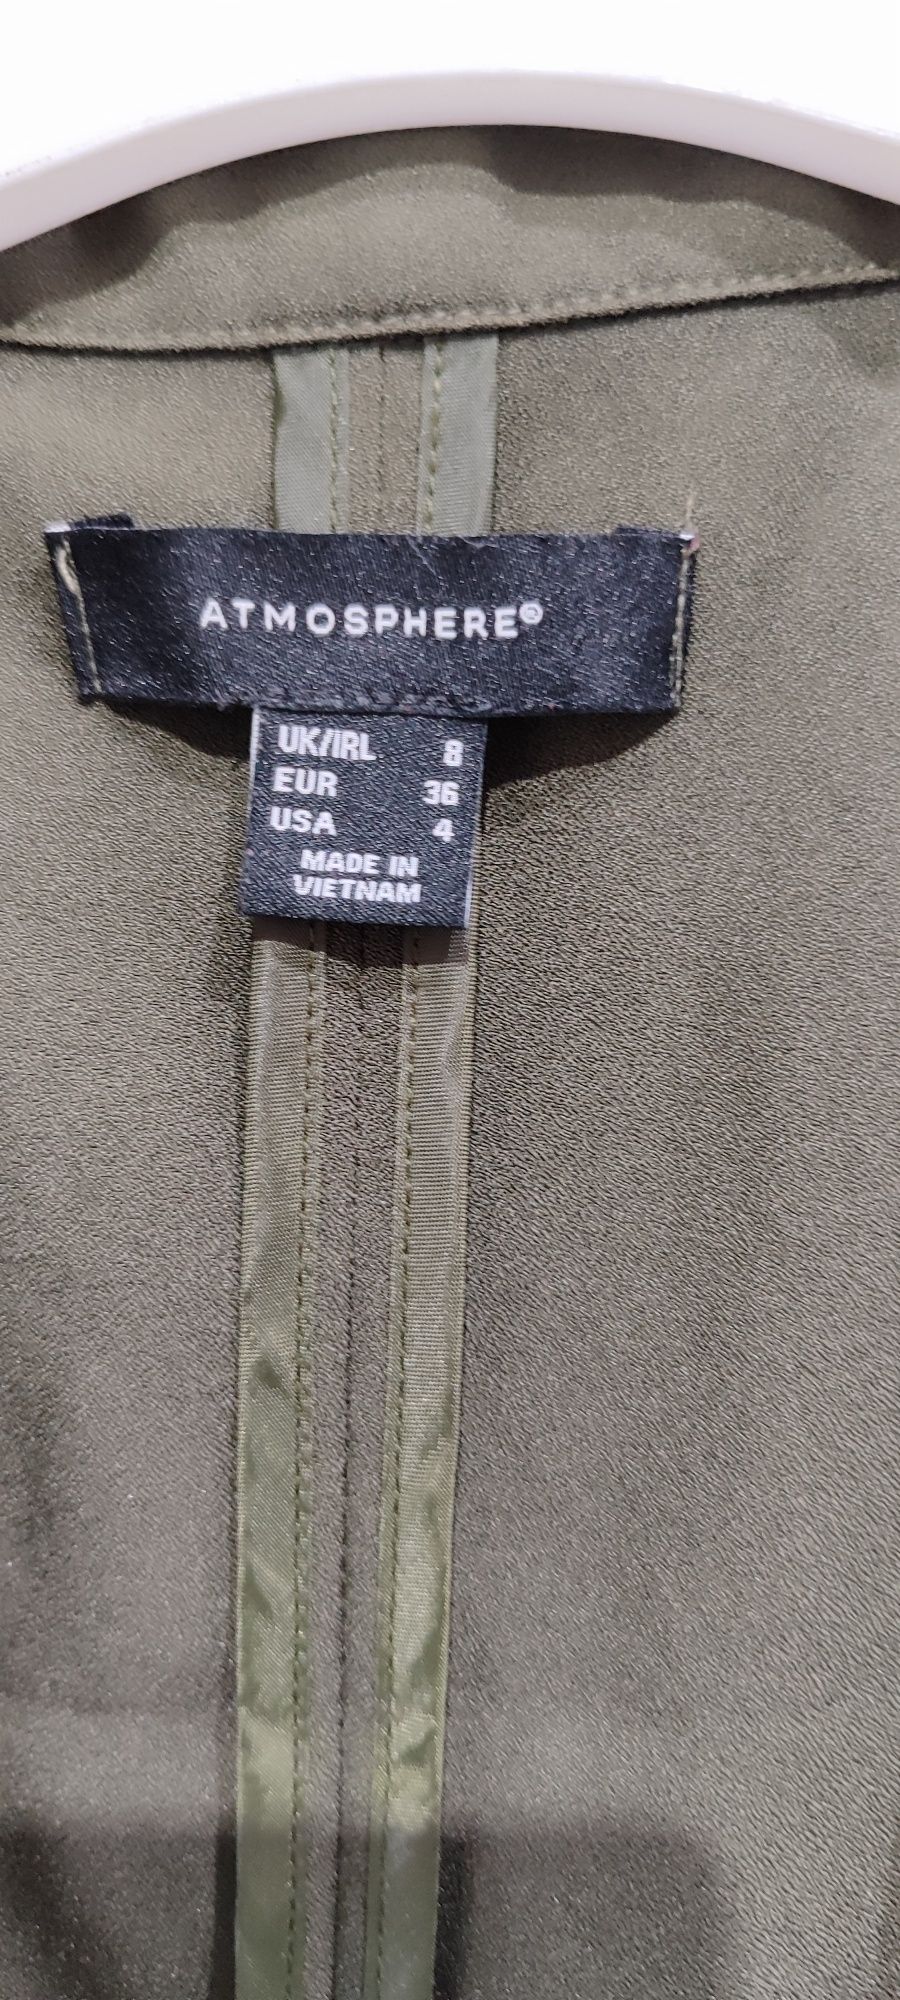 ATMOSPHERE®
UK/IRL 8
EUR 36
USA 4
MADE IN
VIETNAM